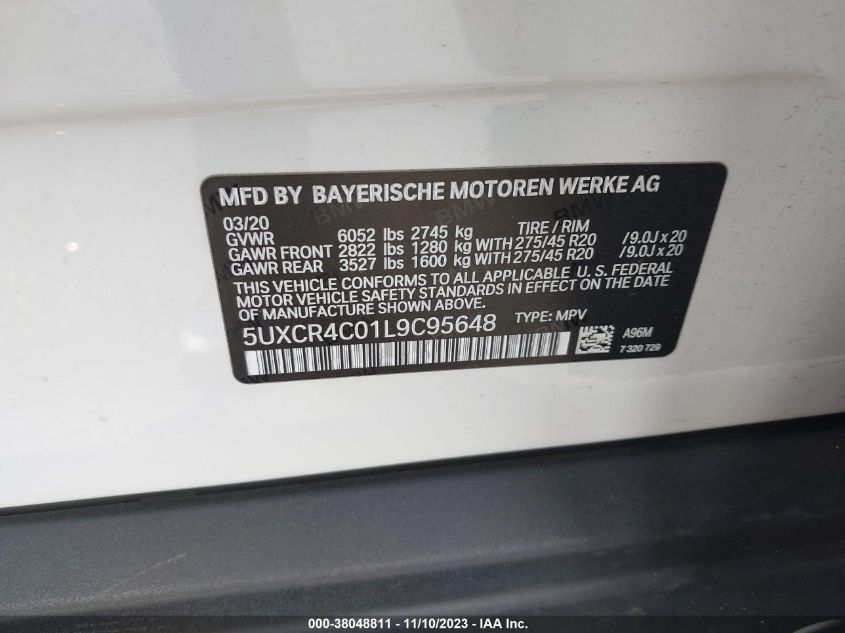 MFD BY BAYERISCHE MOTOREN WERKE AG
03/20 TIRE / RIM
GVWR 6052 lbs 2745 kg
GAWR FRONT 2822 lbs 1280 kg WITH 275/45 R20 /9.0J x 20
GAWR REAR 3527 lbs 1600 kg WITH 275/45 R20 /9.0J x 20
THIS VEHICLE CONFORMS TO ALL APPLICABLE U. S. FEDERAL
MOTOR VEHICLE SAFETY STANDARDS IN EFFECT ON THE DATE
OF MANUFACTURE SHOWN ABOVE.
5UXCR4C01L9C95648 TYPE: MPV
A96M
7 320 729
000-38048811 - 11/10/2023 - IAA Inc.